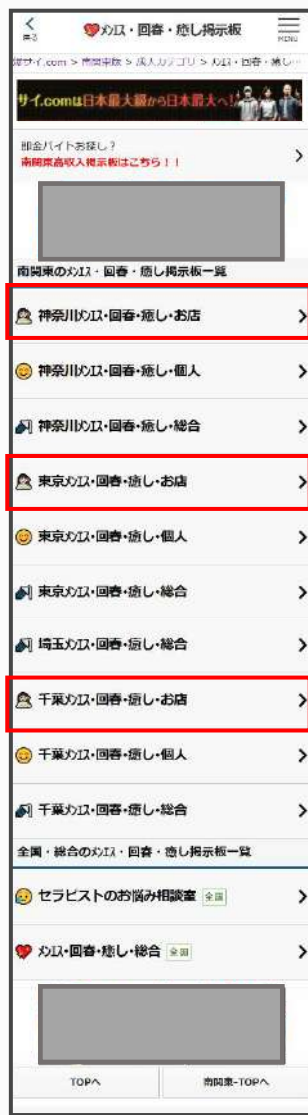 戻る
メンエス・回春・癒し掲示板
MENU
爆サイ.com > 南関東版 > 成人カテゴリ > メンエス・回春・癒し…
サイ.comは日本最大級から日本最大へ!
即金バイトお探し?
南関東高収入掲示板はこちら!!
南関東のメンエス・回春・癒し掲示板一覧
神奈川メンエス・回春・癒し・お店
神奈川メンエス・回春・癒し・個人
神奈川メンエス・回春・癒し・総合
東京メンエス・回春・癒し・お店
東京メンエス・回春・癒し・個人
東京メンエス・回春・癒し・総合
埼玉メンエス・回春・癒し・総合
千葉メンエス・回春・癒し・お店
千葉メンエス・回春・癒し・個人
千葉メンエス・回春・癒し・総合
全国・総合のメンエス・回春・癒し掲示板一覧
セラピストのお悩み相談室 全国
メンエス・回春・癒し・総合 全国
TOPへ
南関東-TOPへ